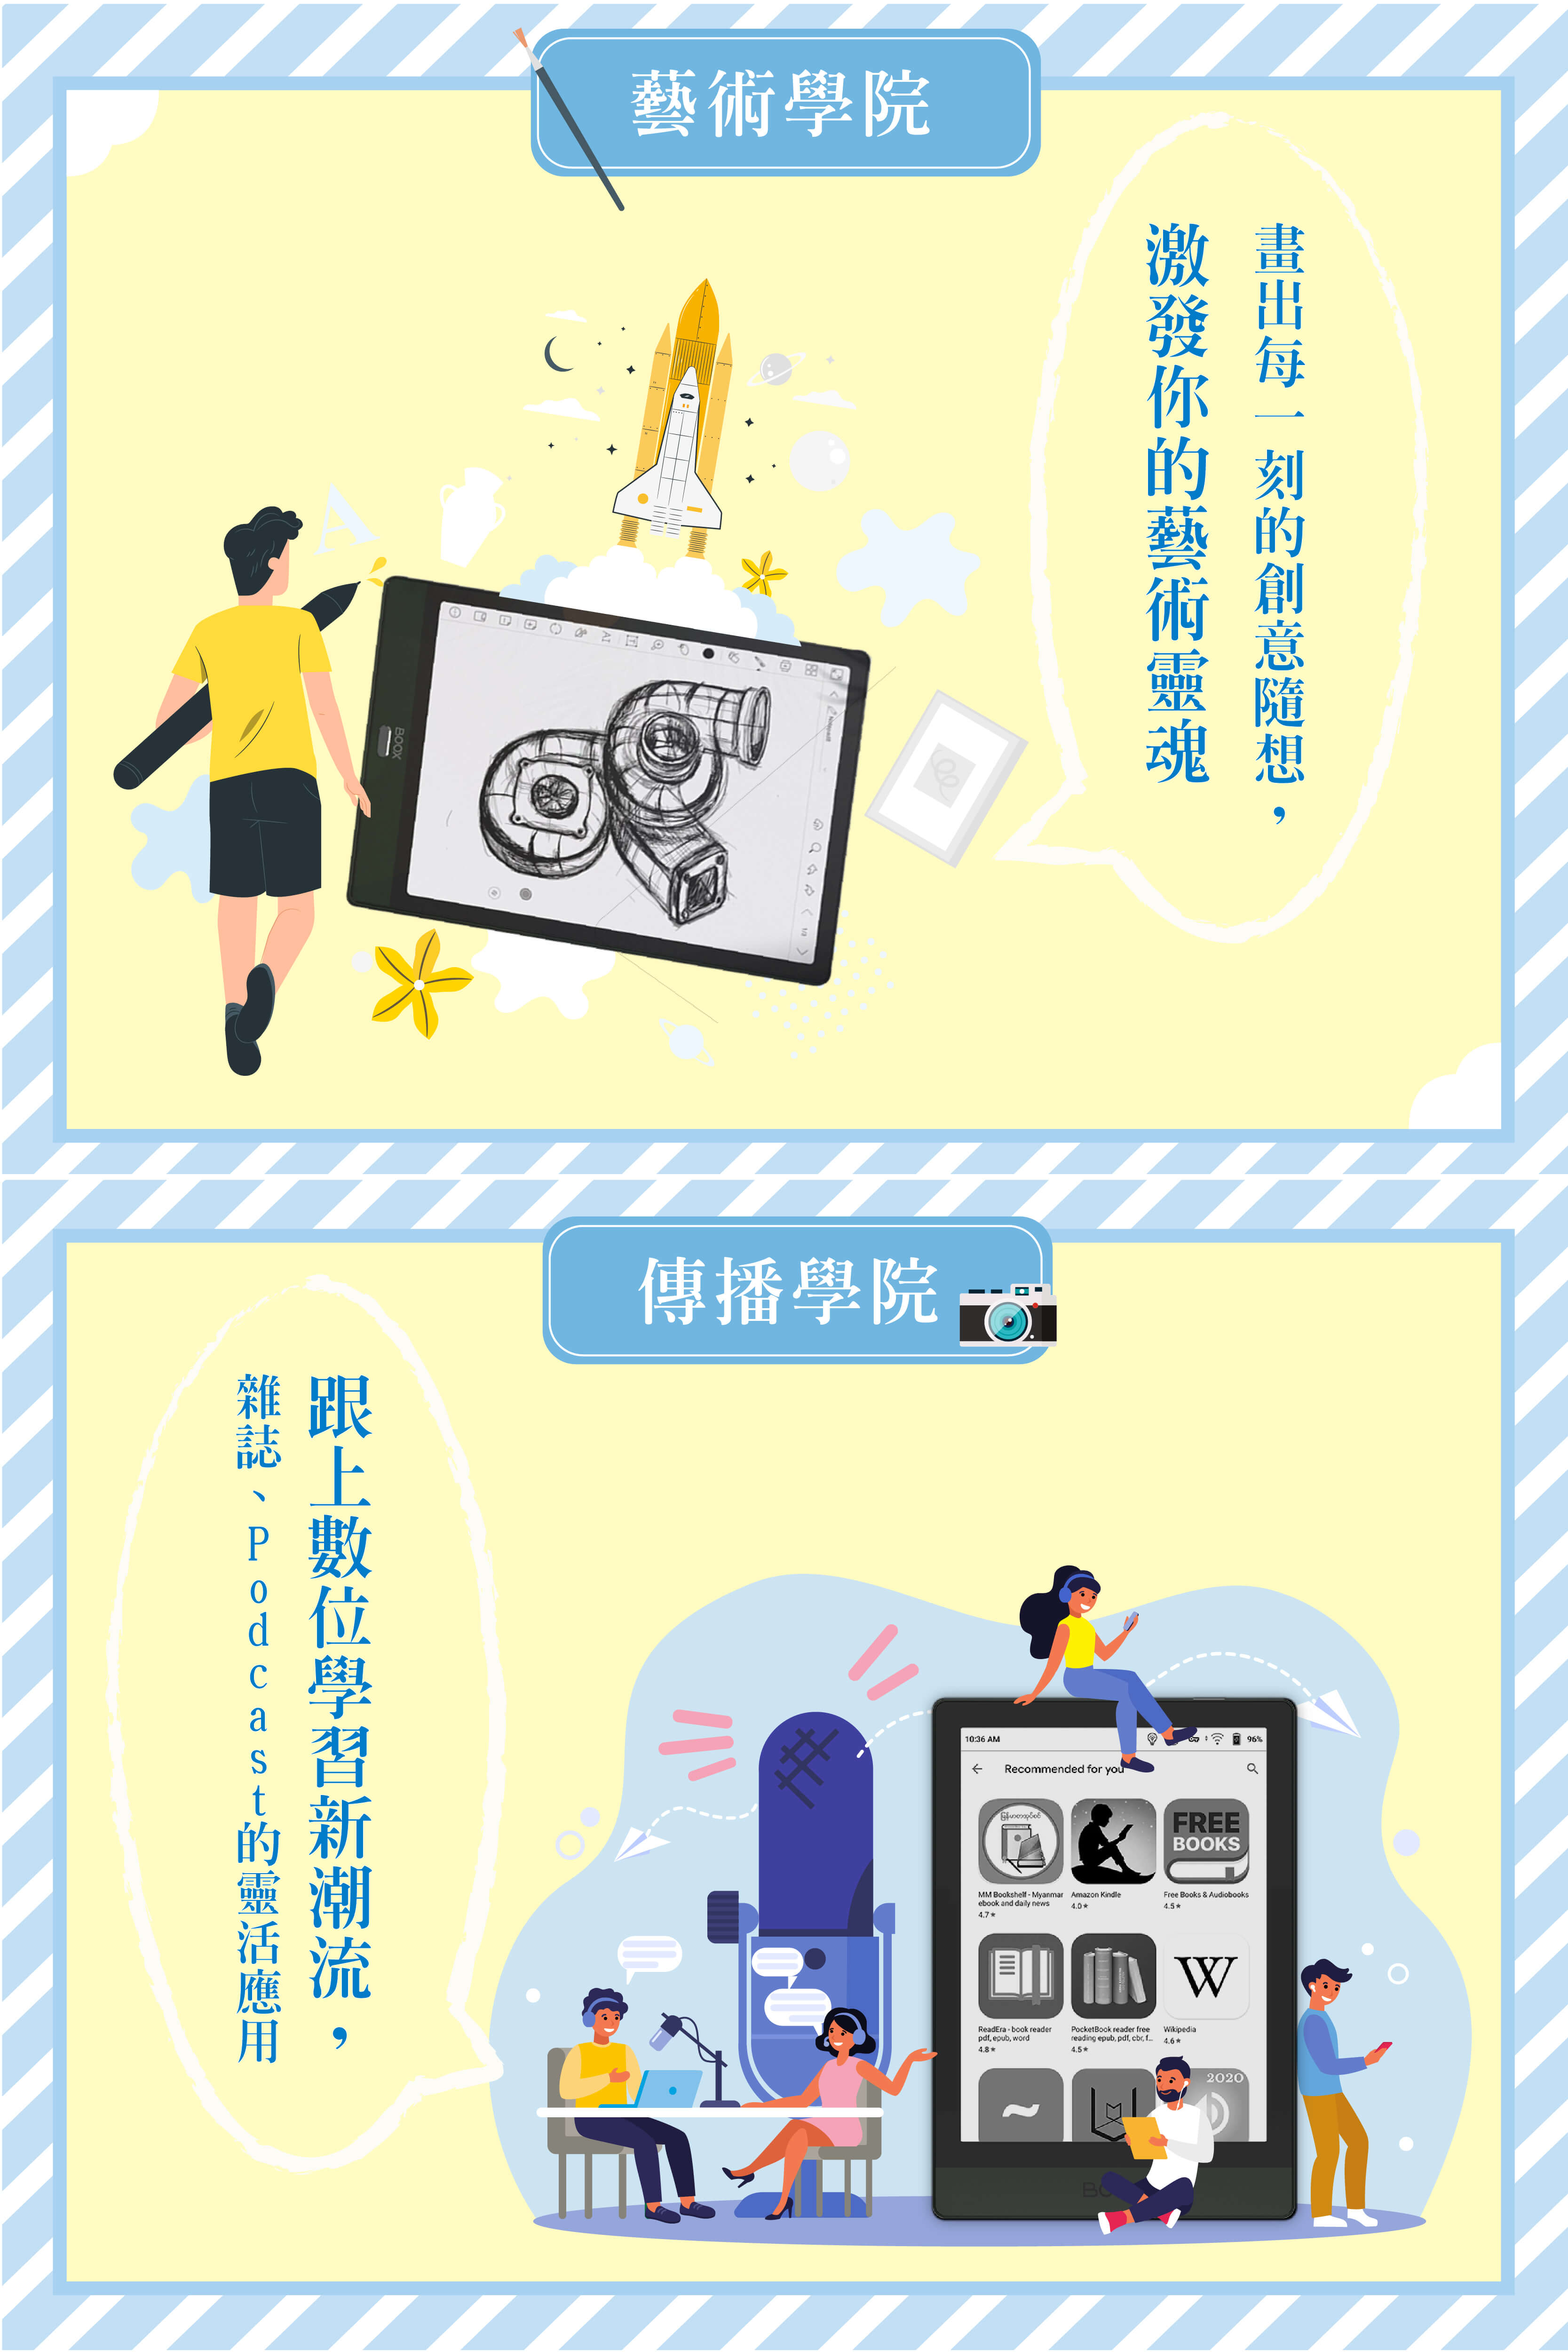 藝術學院
畫出每一刻的創意隨想，
激發你的藝術靈魂
A
BOOX
傳播學院
跟上數位學習新潮流，
雜誌、Podcast的靈活應用
10:36 AM
96%
Recommended for you
FREE
BOOKS
MM Bookshelf - Myanmar
ebook and daily news
4.7★
Amazon Kindle
4.0★
Free Books & Audiobooks
4.5★
W
ReadEra - book reader
pdf, epub, word
4.8★
PocketBook reader free
reading epub, pdf, cbr, f...
4.5★
Wikipedia
4.6★
2020